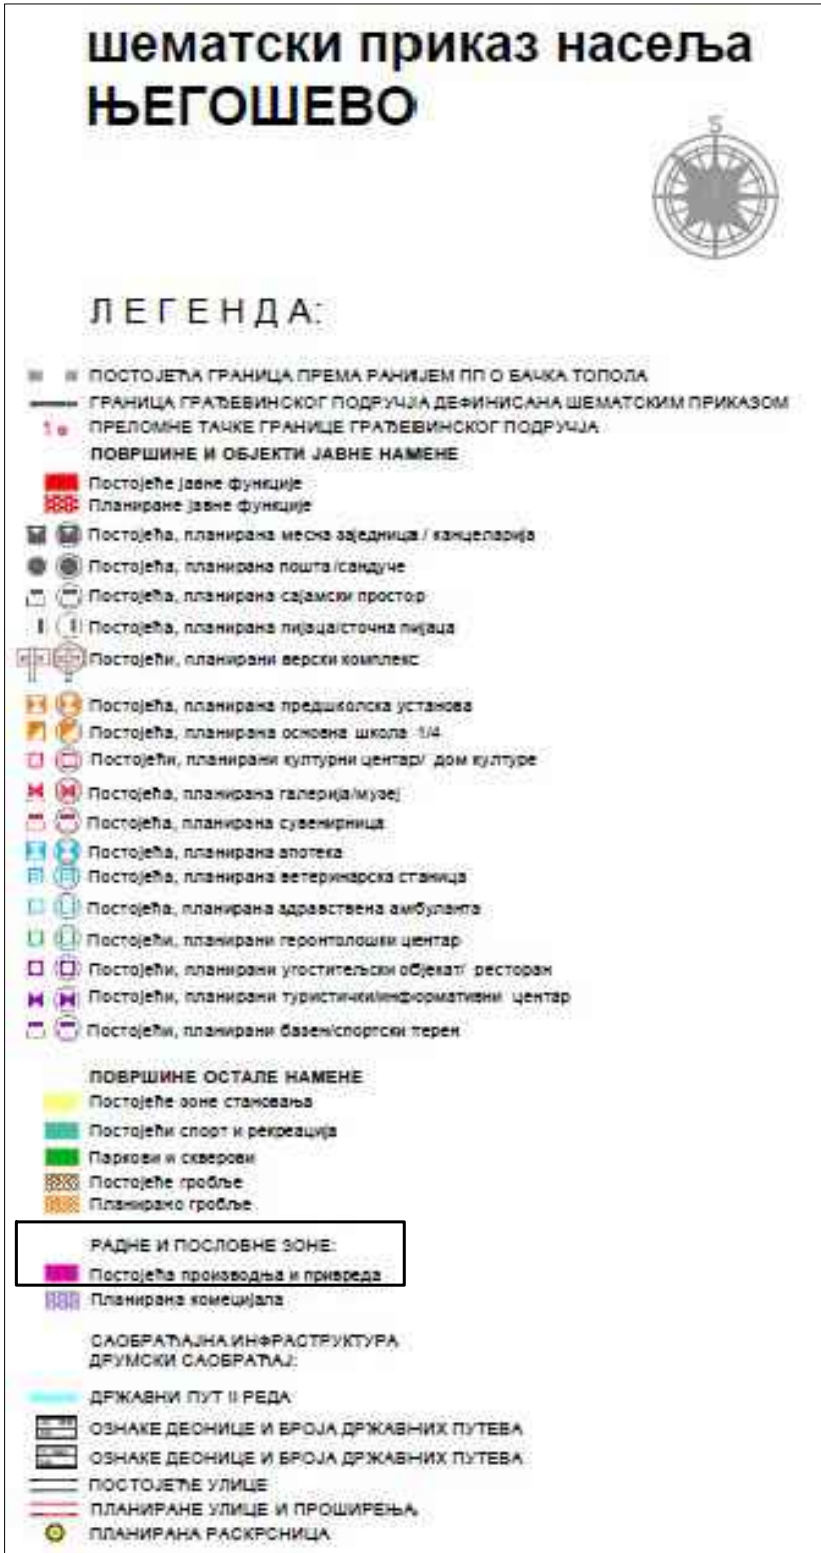 шематски приказ насеља
ЊЕГОШЕВО
S
ЛЕГЕНДА:
ПОСТОЈЕЋА ГРАНИЦА ПРЕМА РАНИЈЕМ ПП О БАЧКА ТОПОЛА
ГРАНИЦА ГРАЂЕВИНСКОГ ПОДРУЧЈА ДЕФИНИСАНА ШЕМАТСКИМ ПРИКАЗОМ
1 ПРЕЛОМНЕ ТАЧКЕ ГРАНИЦЕ ГРАЂЕВИНСКОГ ПОДРУЧЈА
ПОВРШИНЕ И ОБЈЕКТИ ЈАВНЕ НАМЕНЕ
Постојеће јавне функције
Планиране јавне функције
Постојећа, планирана месна заједница / канцеларија
Постојећа, планирана пошта/сандуче
Постојећа, планирана сајамски простор
Постојећа, планирана пијаца/сточна пијаца
Постојећи, планирани верски комплекс
Постојећа, планирана предшколска установа
Постојећа, планирана основна школа 1/4
Постојећи, планирани културни центар/ дом културе
Постојећа, планирана галерија/музеј
Постојећа, планирана сувенирница
Постојећа, планирана апотека
Постојећа, планирана ветеринарска станица
Постојећа, планирана здравствена амбуланта
Постојећи, планирани геронтолошки центар
Постојећи, планирани угоститељски објекат/ ресторан
Постојећи, планирани туристички/информативни центар
Постојећи, планирани базен/спортски терен
ПОВРШИНЕ ОСТАЛЕ НАМЕНЕ
Постојеће зоне становања
Постојећи спорт и рекреација
Паркови и скверови
Постојеће гробље
Планирано гробље
РАДНЕ И ПОСЛОВНЕ ЗОНЕ:
Постојећа производња и привреда
Планирана комецијала
САОБРАЋАЈНА ИНФРАСТРУКТУРА
ДРУМСКИ САОБРАЋАЈ:
ДРЖАВНИ ПУТ II РЕДА
ОЗНАКЕ ДЕОНИЦЕ И БРОЈА ДРЖАВНИХ ПУТЕВА
ОЗНАКЕ ДЕОНИЦЕ И БРОЈА ДРЖАВНИХ ПУТЕВА
ПОСТОЈЕЋЕ УЛИЦЕ
ПЛАНИРАНЕ УЛИЦЕ И ПРОШИРЕЊА
ПЛАНИРАНА РАСКРСНИЦА